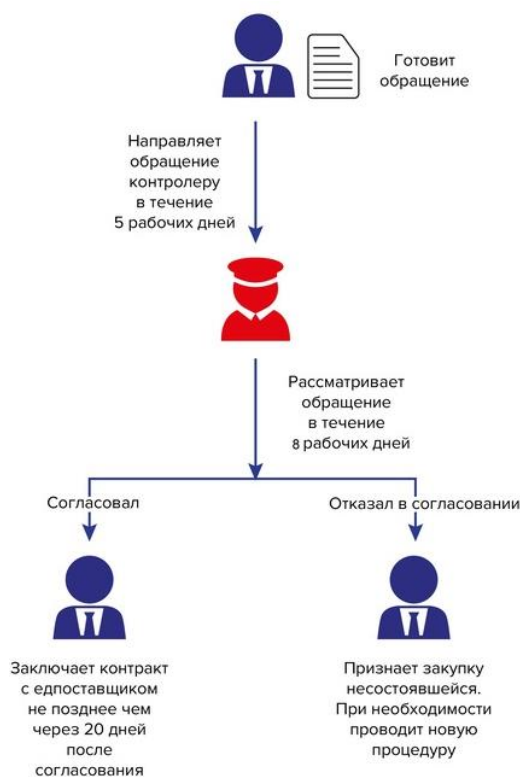 Готовит
обращение
Направляет
обращение
контролеру
в течение
5 рабочих дней
Рассматривает
обращение
в течение
8 рабочих дней
Согласовал
Отказал в согласовании
Заключает контракт
с едпоставщиком
не позднее чем
через 20 дней
после
согласования
Признает закупку
несостоявшейся.
При необходимости
проводит новую
процедуру